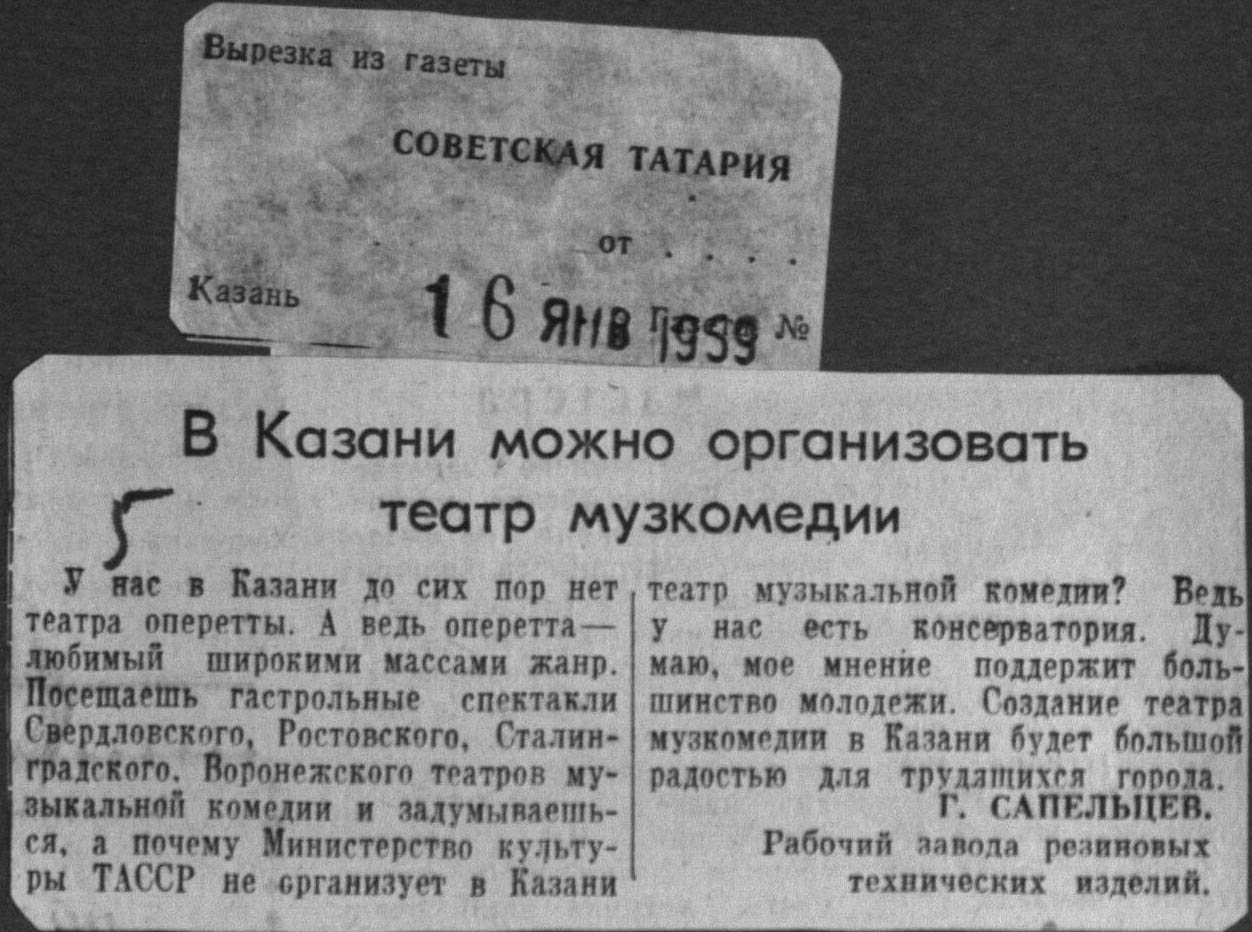 Вырезка из газеты
СОВЕТСКАЯ ТАТАРИЯ
от . . . .
Казань 16 ЯНВ 1959 №
В Казани можно организовать
театр музкомедии
5
У нас в Казани до сих пор нет
театра оперетты. А ведь оперетта—
любимый широкими массами жанр.
Посещаешь гастрольные спектакли
Свердловского, Ростовского, Сталин-
градского, Воронежского театров му-
зыкальной комедии и задумываешь-
ся, а почему Министерство культу-
ры ТАССР не организует в Казани
театр музыкальной комедии? Ведь
у нас есть консерватория. Ду-
маю, мое мнение поддержит боль-
шинство молодежи. Создание театра
музкомедии в Казани будет большой
радостью для трудящихся города.
Г. САПЕЛЬЦЕВ.
Рабочий завода резиновых
технических изделий.